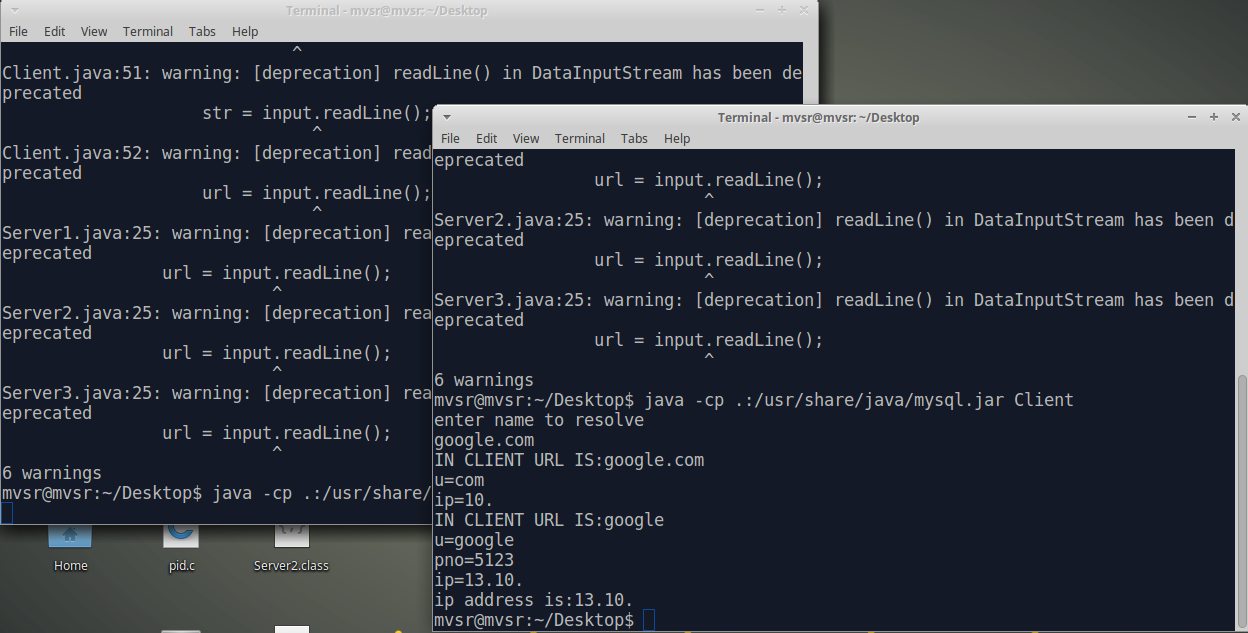 Terminal - mvsr@mvsr: ~/Desktop
File Edit View Terminal Tabs Help
^
Client.java:51: warning: [deprecation] readLine() in DataInputStream has been de
precated
str = input.readLine();
^
Client.java:52: warning: [deprecation] read
precated
url = input.readLine();
^
Server1.java:25: warning: [deprecation] rea
eprecated
url = input.readLine();
^
Server2.java:25: warning: [deprecation] rea
eprecated
url = input.readLine();
^
Server3.java:25: warning: [deprecation] rea
eprecated
url = input.readLine();
^
6 warnings
mvsr@mvsr:~/Desktop$ java -cp .:/usr/share/
Terminal - mvsr@mvsr: ~/Desktop
File Edit View Terminal Tabs Help
eprecated
url = input.readLine();
^
Server2.java:25: warning: [deprecation] readLine() in DataInputStream has been d
eprecated
url = input.readLine();
^
Server3.java:25: warning: [deprecation] readLine() in DataInputStream has been d
eprecated
url = input.readLine();
^
6 warnings
mvsr@mvsr:~/Desktop$ java -cp .:/usr/share/java/mysql.jar Client
enter name to resolve
google.com
IN CLIENT URL IS:google.com
u=com
ip=10.
IN CLIENT URL IS:google
u=google
pno=5123
ip=13.10.
ip address is:13.10.
mvsr@mvsr:~/Desktop$
Home pid.c Server2.class